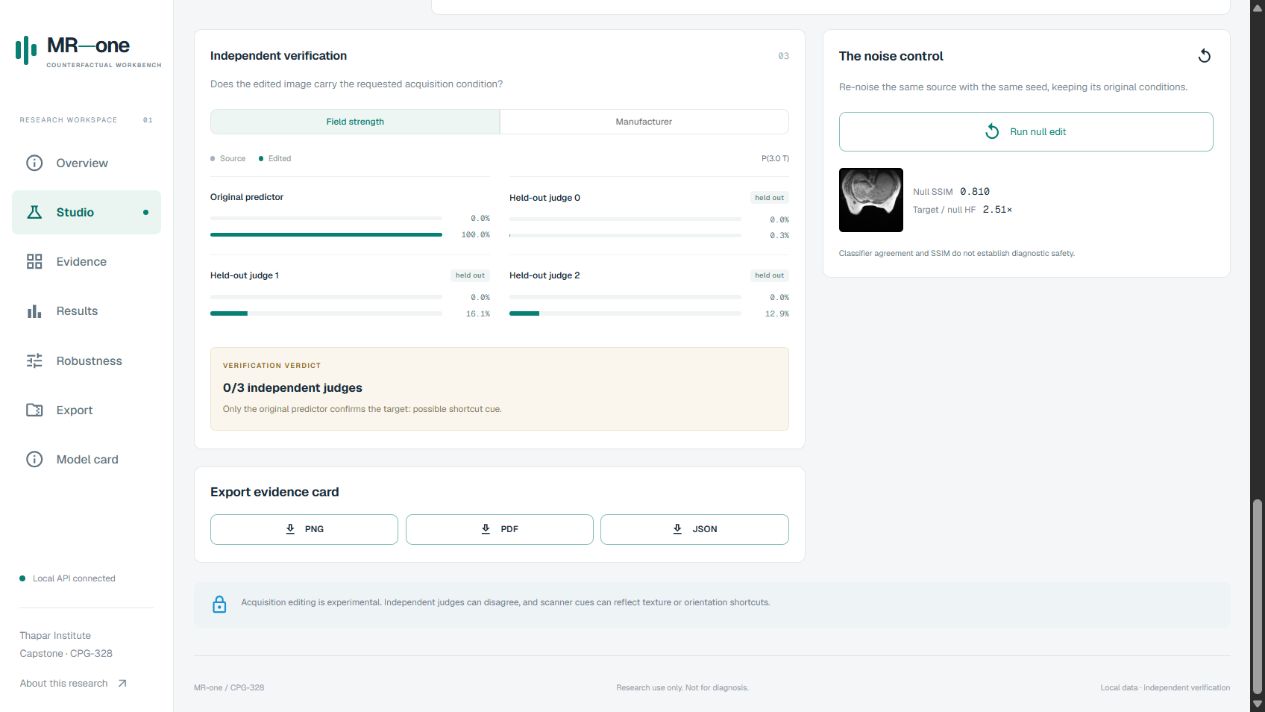 MR—one
COUNTERFACTUAL WORKBENCH
RESEARCH WORKSPACE 01
Overview
Studio
Evidence
Results
Robustness
Export
Model card
Local API connected
Thapar Institute
Capstone · CPG-328
About this research
Independent verification 03
Does the edited image carry the requested acquisition condition?
Field strength Manufacturer
Source Edited P(3.0 T)
Original predictor
0.0%
100.0%
Held-out judge 0 held out
0.0%
0.3%
Held-out judge 1 held out
0.0%
16.1%
Held-out judge 2 held out
0.0%
12.9%
VERIFICATION VERDICT
0/3 independent judges
Only the original predictor confirms the target: possible shortcut cue.
Export evidence card
PNG PDF JSON
The noise control
Re-noise the same source with the same seed, keeping its original conditions.
Run null edit
Null SSIM 0.810
Target / null HF 2.51×
Classifier agreement and SSIM do not establish diagnostic safety.
Acquisition editing is experimental. Independent judges can disagree, and scanner cues can reflect texture or orientation shortcuts.
MR-one / CPG-328 Research use only. Not for diagnosis. Local data · independent verification